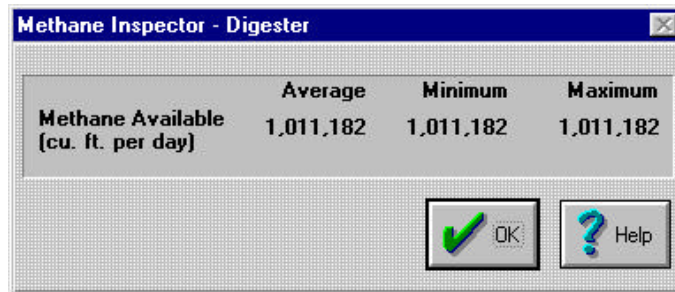 Methane Inspector - Digester
Average Minimum Maximum
Methane Available 1,011,182 1,011,182 1,011,182
(cu. ft. per day)
OK Help